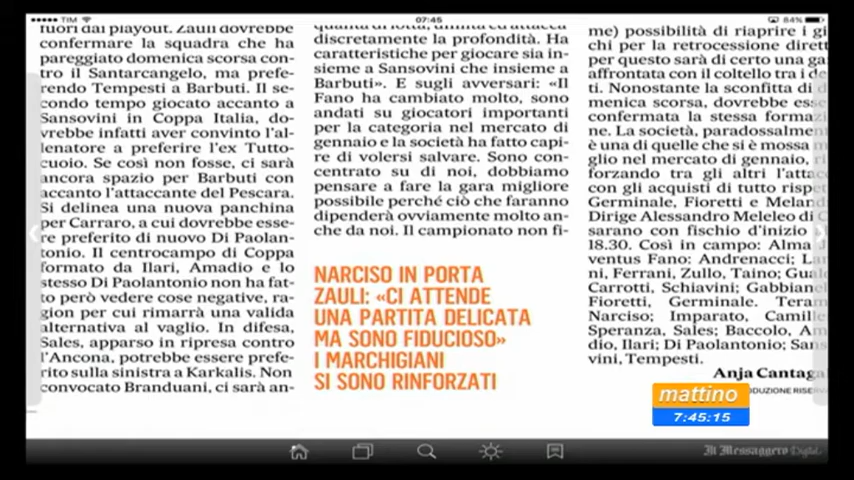 TIM
07:45
84%
fuori dai playout. Zauli dovrebbe
confermare la squadra che ha
pareggiato domenica scorsa con-
tro il Santarcangelo, ma prefe-
rendo Tempesti a Barbuti. Il se-
condo tempo giocato accanto a
Sansovini in Coppa Italia, do-
vrebbe infatti aver convinto l'al-
lenatore a preferire l'ex Tutto-
cuoio. Se così non fosse, ci sarà
ancora spazio per Barbuti con
accanto l'attaccante del Pescara.
Si delinea una nuova panchina
per Carraro, a cui dovrebbe esse-
re preferito di nuovo Di Paolan-
tonio. Il centrocampo di Coppa
formato da Ilari, Amadio e lo
stesso Di Paolantonio non ha fat-
to però vedere cose negative, ra-
gion per cui rimarrà una valida
alternativa al vaglio. In difesa,
Sales, apparso in ripresa contro
l'Ancona, potrebbe essere prefe-
rito sulla sinistra a Karkalis. Non
convocato Branduani, ci sarà an-
discretamente la profondità. Ha
caratteristiche per giocare sia in-
sieme a Sansovini che insieme a
Barbuti». E sugli avversari: «Il
Fano ha cambiato molto, sono
andati su giocatori importanti
per la categoria nel mercato di
gennaio e la società ha fatto capi-
re di volersi salvare. Sono con-
centrato su di noi, dobbiamo
pensare a fare la gara migliore
possibile perché ciò che faranno
dipenderà ovviamente molto an-
che da noi. Il campionato non fi-
NARCISO IN PORTA
ZAULI: «CI ATTENDE
UNA PARTITA DELICATA
MA SONO FIDUCIOSO»
I MARCHIGIANI
SI SONO RINFORZATI
me) possibilità di riaprire i gi
chi per la retrocessione dirett
per questo sarà di certo una ga
affrontata con il coltello tra i de
ti. Nonostante la sconfitta di d
menica scorsa, dovrebbe esse
confermata la stessa formazi
ne. La società, paradossalmen
è una di quelle che si è mossa m
glio nel mercato di gennaio, ri
forzando tra gli altri l'attac
con gli acquisti di tutto rispet
Germinale, Fioretti e Meland
Dirige Alessandro Meleleo di C
sarano con fischio d'inizio
18.30. Così in campo: Alma J
ventus Fano: Andrenacci; Lan
ni, Ferrani, Zullo, Taino; Gual
Carrotti, Schiavini; Gabbianel
Fioretti, Germinale. Teram
Narciso; Imparato, Camille
Speranza, Sales; Baccolo, Am
dio, Ilari; Di Paolantonio; Sans
vini, Tempesti.
Anja Cantagal
ODUZIONE RISER
mattino
7:45:15
Il Messaggero Digital